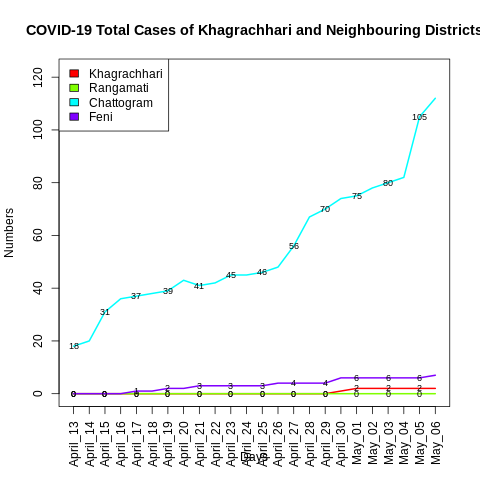 COVID-19 Total Cases of Khagrachhari and Neighbouring Districts
Khagrachhari
Rangamati
Chattogram
Feni
Numbers
120
100
80
60
40
20
0
18
31
37
39
41
45
46
56
70
75
80
105
0
0
1
2
3
3
3
4
4
6
6
6
2
2
2
0
0
0
0
0
0
0
0
0
0
April_13
April_14
April_15
April_16
April_17
April_18
April_19
April_20
April_21
April_22
April_23
April_24
April_25
April_26
April_27
April_28
April_29
April_30
May_01
May_02
May_03
May_04
May_05
May_06
Days